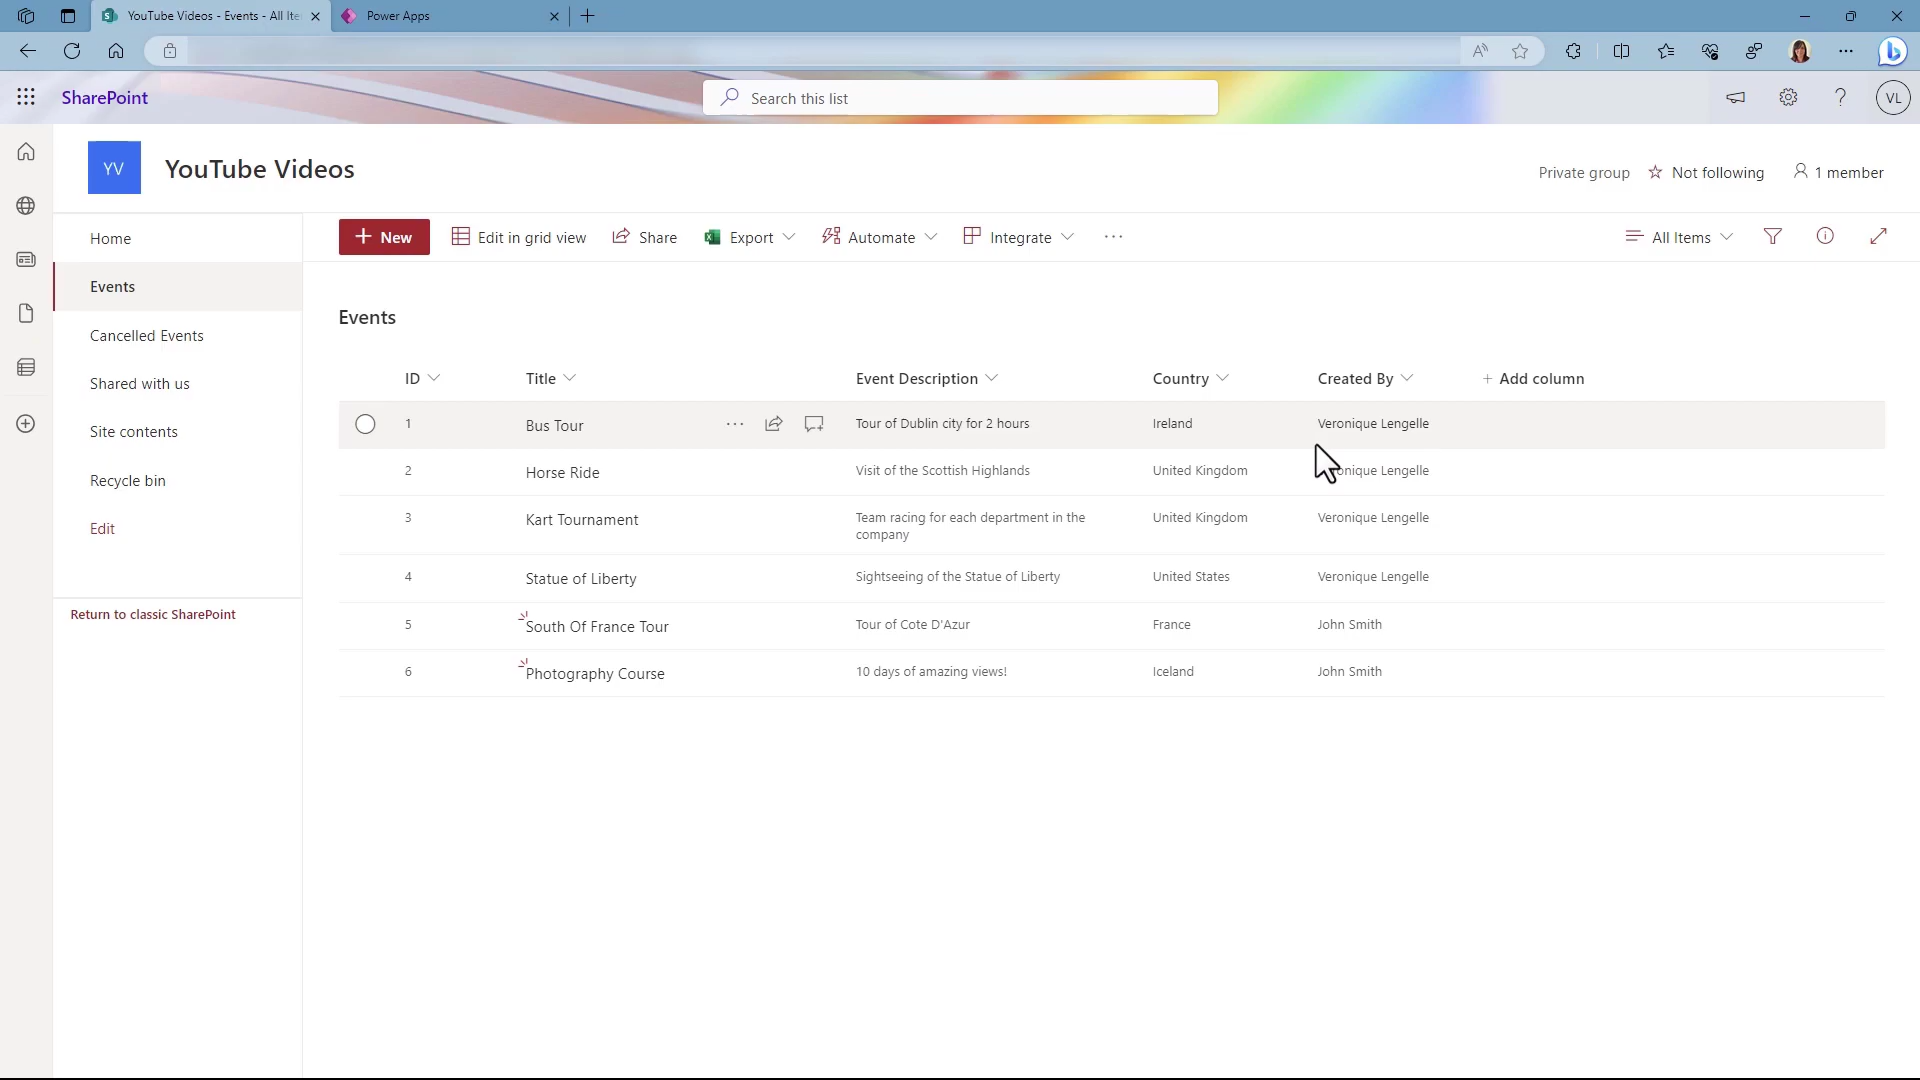 YouTube Videos - Events - All Ite
Power Apps
SharePoint
Search this list
VL
YV
YouTube Videos
Private group
Not following
1 member
Home
Events
Cancelled Events
Shared with us
Site contents
Recycle bin
Edit
Return to classic SharePoint
+ New
Edit in grid view
Share
Export
Automate
Integrate
...
All Items
Events
ID Title Event Description Country Created By + Add column
1 Bus Tour ... Tour of Dublin city for 2 hours Ireland Veronique Lengelle
2 Horse Ride Visit of the Scottish Highlands United Kingdom onique Lengelle
3 Kart Tournament Team racing for each department in the United Kingdom Veronique Lengelle
company
4 Statue of Liberty Sightseeing of the Statue of Liberty United States Veronique Lengelle
5 South Of France Tour Tour of Cote D'Azur France John Smith
6 Photography Course 10 days of amazing views! Iceland John Smith